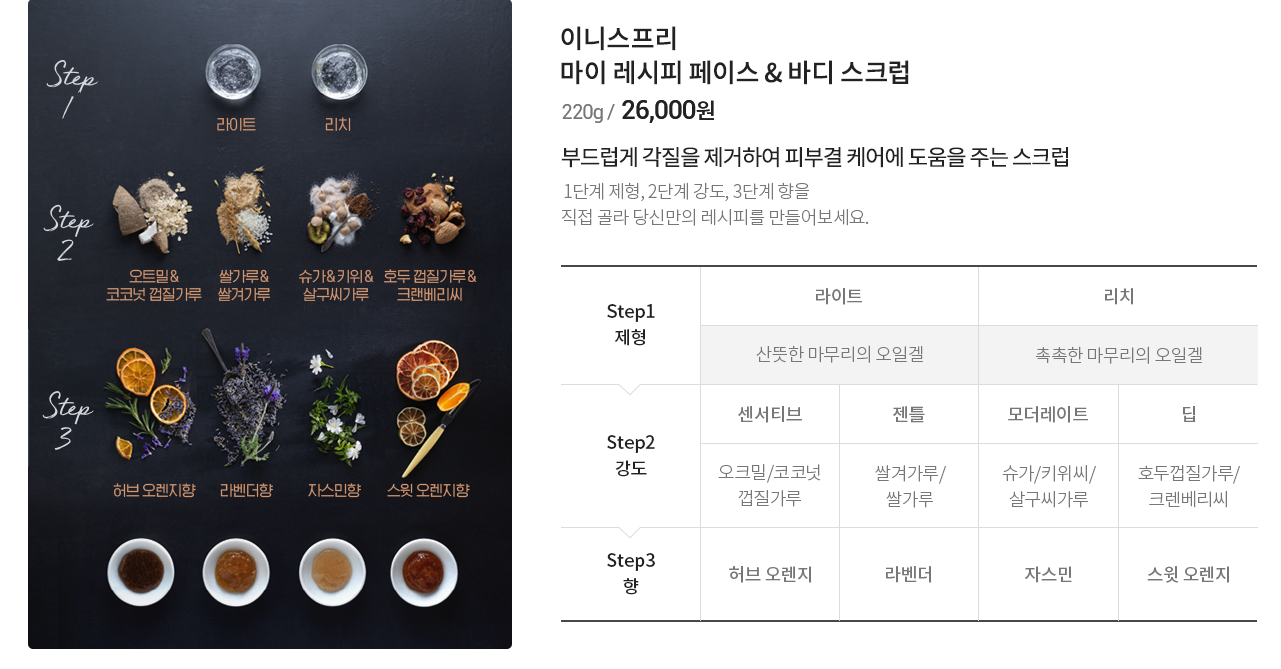 Step
1
라이트
리치
Step
2
오트밀&
코코넛 껍질가루
쌀가루&
쌀겨가루
슈가&키위&
살구씨가루
호두 껍질가루&
크랜베리씨
Step
3
허브 오렌지향
라벤더향
자스민향
스윗 오렌지향
이니스프리
마이 레시피 페이스 & 바디 스크럽
220g / 26,000원
부드럽게 각질을 제거하여 피부결 케어에 도움을 주는 스크럽
1단계 제형, 2단계 강도, 3단계 향을
직접 골라 당신만의 레시피를 만들어보세요.
Step1
제형
라이트
리치
산뜻한 마무리의 오일겔
촉촉한 마무리의 오일겔
Step2
강도
센서티브
젠틀
모더레이트
딥
오크밀/코코넛
껍질가루
쌀겨가루/
쌀가루
슈가/키위씨/
살구씨가루
호두껍질가루/
크렌베리씨
Step3
향
허브 오렌지
라벤더
자스민
스윗 오렌지